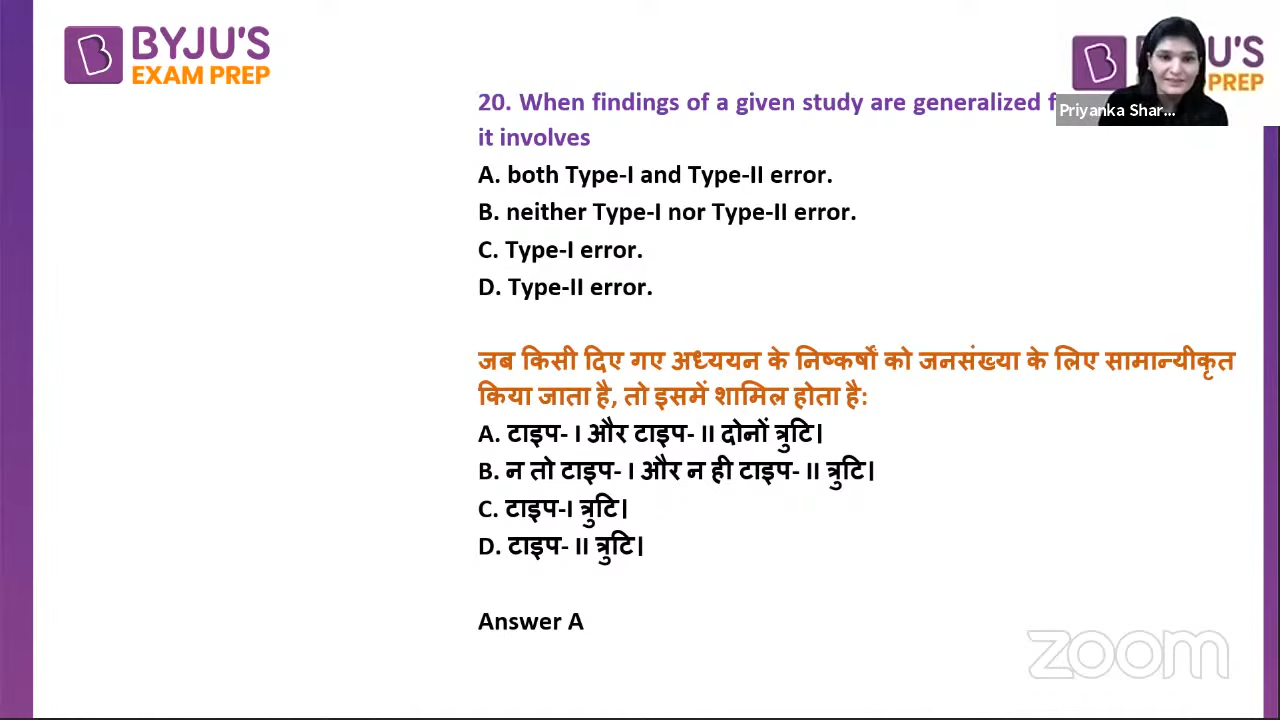 BYJU'S
EXAM PREP
BYJU'S
PREP
Priyanka Shar...
20. When findings of a given study are generalized
it involves
A. both Type-I and Type-II error.
B. neither Type-I nor Type-II error.
C. Type-I error.
D. Type-II error.
जब किसी दिए गए अध्ययन के निष्कर्षों को जनसंख्या के लिए सामान्यीकृत
किया जाता है, तो इसमें शामिल होता है:
A. टाइप- I और टाइप- II दोनों त्रुटि।
B. न तो टाइप- I और न ही टाइप- II त्रुटि।
C. टाइप-I त्रुटि।
D. टाइप- II त्रुटि।
Answer A
zoom